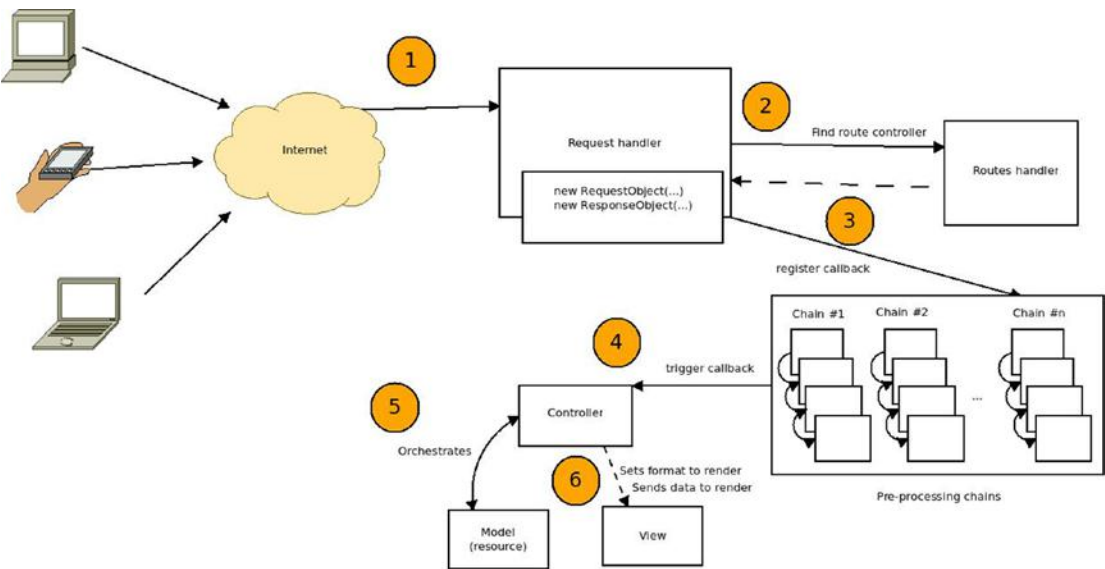 1
Internet
Request handler
new RequestObject(...)
new ResponseObject(...)
2
Find route controller
Routes handler
3
register callback
Chain #1
Chain #2
Chain #n
...
Pre-processing chains
4
trigger callback
Controller
5
Orchestrates
6
Sets format to render
Sends data to render
Model
(resource)
View